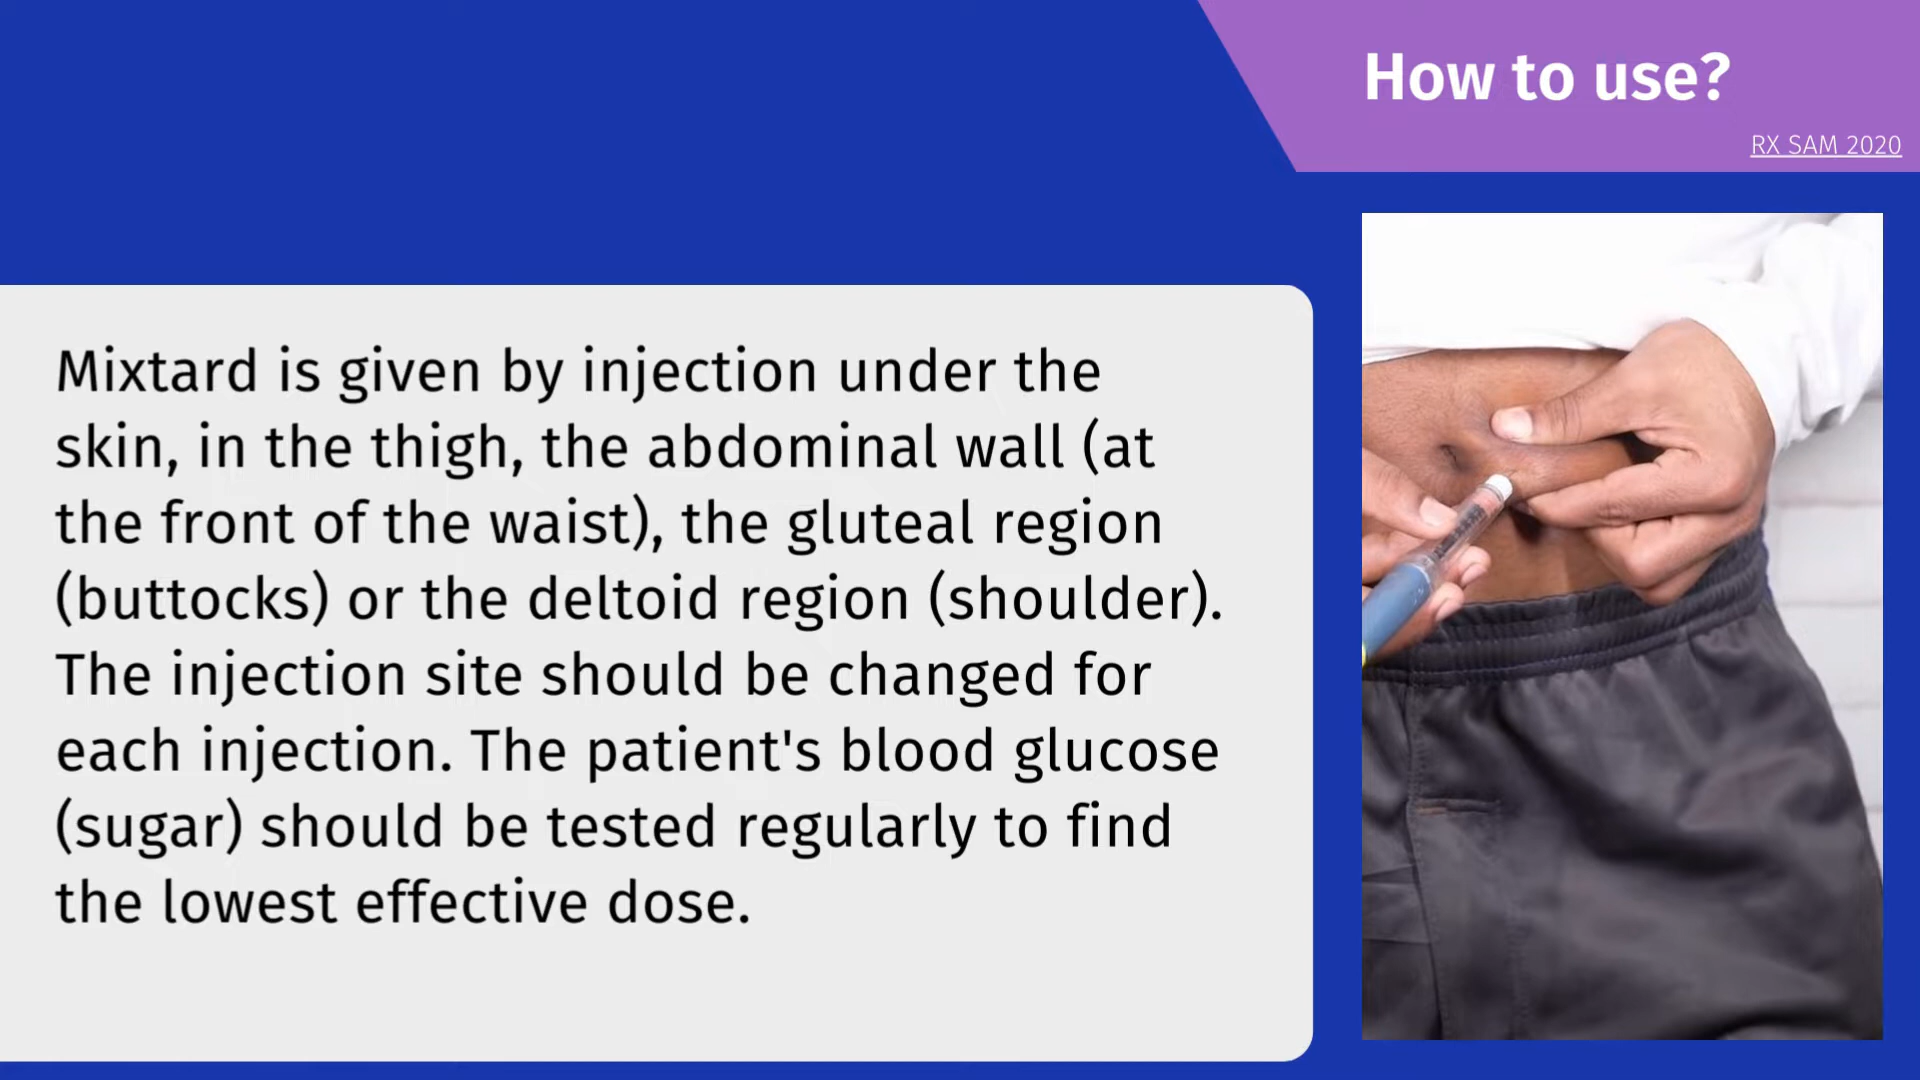 How to use?
RX SAM 2020
Mixtard is given by injection under the
skin, in the thigh, the abdominal wall (at
the front of the waist), the gluteal region
(buttocks) or the deltoid region (shoulder).
The injection site should be changed for
each injection. The patient's blood glucose
(sugar) should be tested regularly to find
the lowest effective dose.